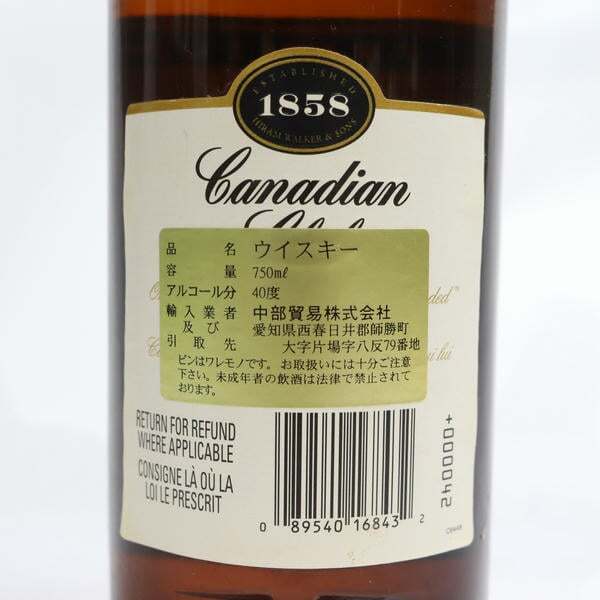 ESTABLISHED
1858
HIRAM WALKER & SONS
Canadian
品名 ウイスキー
容量 750mℓ
アルコール分 40度
輸入業者 中部貿易株式会社
及び 愛知県西春日井郡師勝町
引取先 大字片場字八反79番地
ビンはワレモノです。お取扱いには十分ご注意
下さい。未成年者の飲酒は法律で禁止されて
おります。
RETURN FOR REFUND
WHERE APPLICABLE
CONSIGNE LÀ OÙ LA
LOI LE PRESCRIT
0 89540 16843 2
+000042